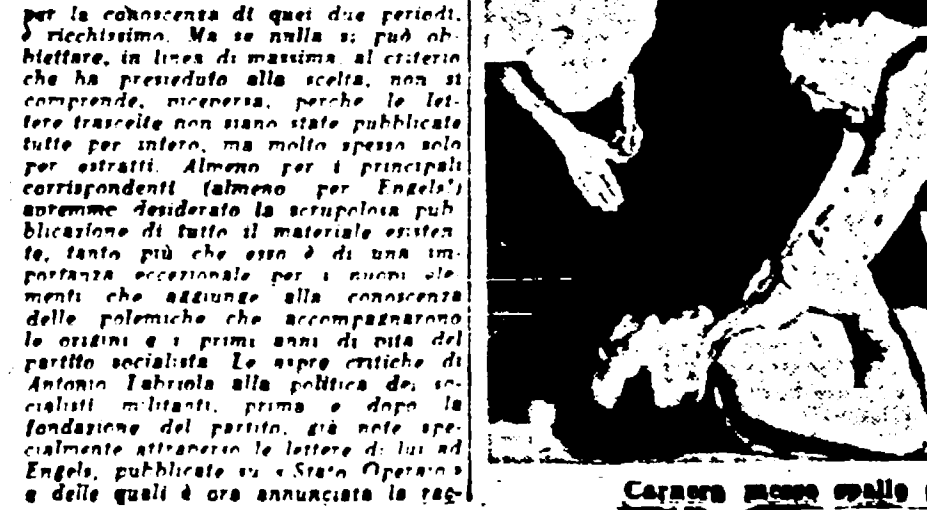 per la conoscenza di quei due periodi,
è ricchissimo. Ma se nulla si può ob-
biettare, in linea di massima, al criterio
che ha presieduto alla scelta, non si
comprende, viceversa, perche le let-
tere trascelte non siano state pubblicate
tutte per intero, ma molto spesso solo
per estratti. Almeno per i principali
corrispondenti (almeno per Engels!)
avremmo desiderato la scrupolosa pub-
blicazione di tutto il materiale esisten-
te, tanto più che esso è di una im-
portanza eccezionale per i nuovi ele-
menti che aggiunge alla conoscenza
delle polemiche che accompagnarono
le origini e i primi anni di vita del
partito socialista. Le aspre critiche di
Antonio Labriola alla politica dei so-
cialisti militanti, prima e dopo la
fondazione del partito, già note spe-
cialmente attraverso le lettere di lui ad
Engels, pubblicate su « Stato Operaio »
e delle quali è ora annunciata la rac-
Carnera messo spalle